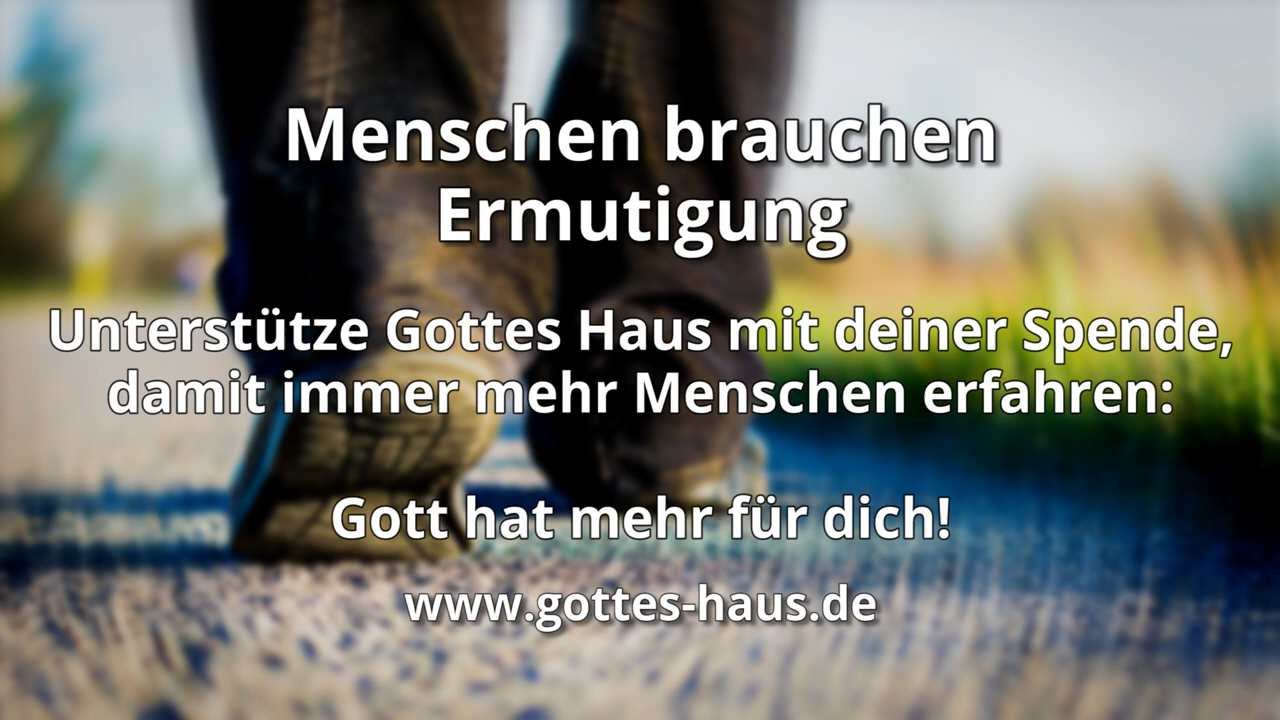 Menschen brauchen
Ermutigung
Unterstütze Gottes Haus mit deiner Spende,
damit immer mehr Menschen erfahren:
Gott hat mehr für dich!
www.gottes-haus.de